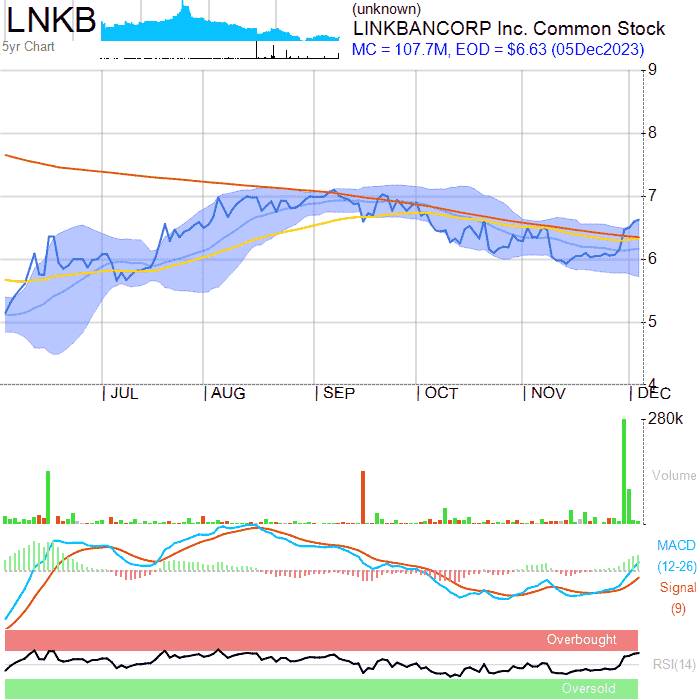 LNKB
5yr Chart
(unknown)
LINKBANCORP Inc. Common Stock
MC = 107.7M, EOD = $6.63 (05Dec2023)
9
8
7
6
5
4
JUL AUG SEP OCT NOV DEC
280k
Volume
MACD
(12-26)
Signal
(9)
Overbought
RSI(14)
Oversold